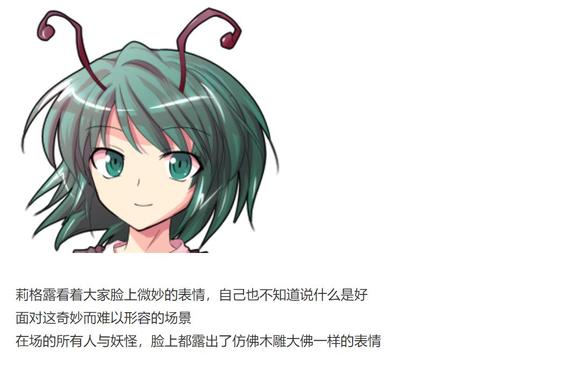 莉格露看着大家脸上微妙的表情，自己也不知道说什么是好
面对这奇妙而难以形容的场景
在场的所有人与妖怪，脸上都露出了仿佛木雕大佛一样的表情